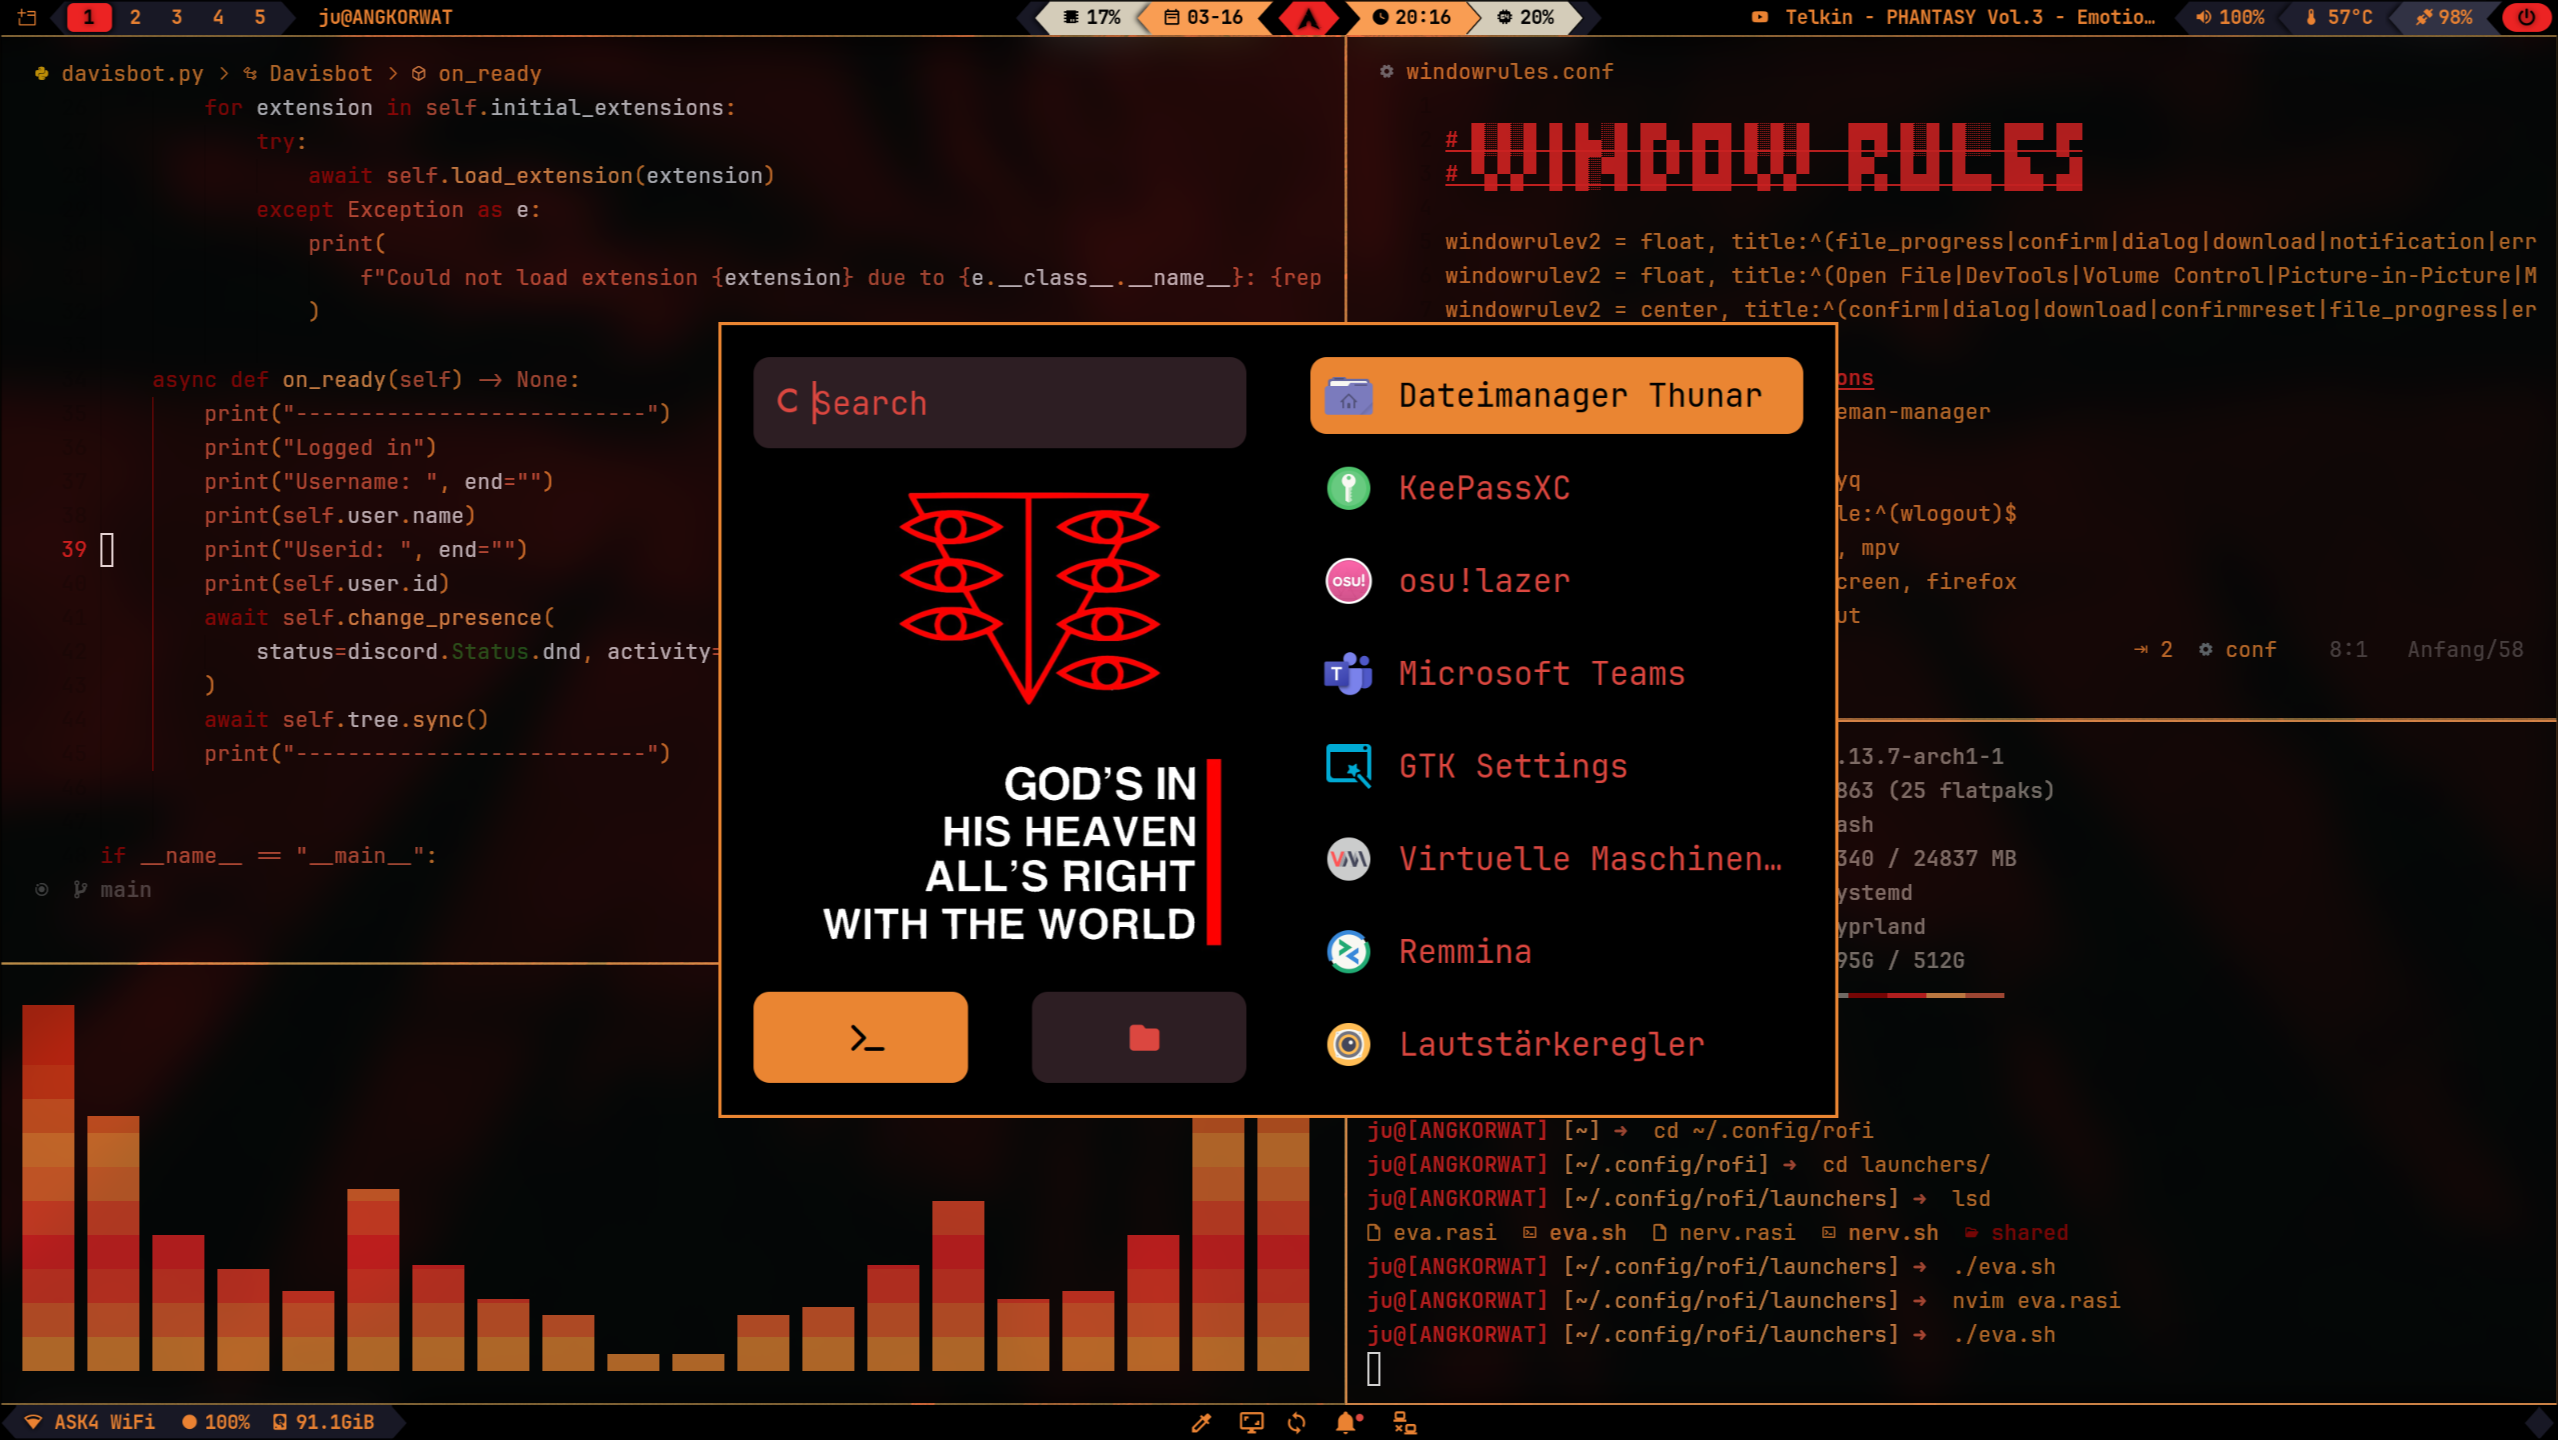 1 2 3 4 5 ju@ANGKORWAT
17% 03-16 20:16 20%
Telkin - PHANTASY Vol.3 - Emotio… 100% 57°C 98%
davisbot.py > Davisbot > on_ready
for extension in self.initial_extensions:
try:
await self.load_extension(extension)
except Exception as e:
print(
f"Could not load extension {extension} due to {e.__class__.__name__}: {rep
)
async def on_ready(self) -> None:
print("---------------------------")
print("Logged in")
print("Username: ", end="")
print(self.user.name)
39 print("Userid: ", end="")
print(self.user.id)
await self.change_presence(
status=discord.Status.dnd, activity=
)
await self.tree.sync()
print("---------------------------")
if __name__ == "__main__":
main
windowrules.conf
# WINDOW RULES
#
windowrulev2 = float, title:^(file_progress|confirm|dialog|download|notification|err
windowrulev2 = float, title:^(Open File|DevTools|Volume Control|Picture-in-Picture|M
windowrulev2 = center, title:^(confirm|dialog|download|confirmreset|file_progress|er
ons
eman-manager
yq
le:^(wlogout)$
, mpv
creen, firefox
ut
2 conf 8:1 Anfang/58
Search
GOD'S IN
HIS HEAVEN
ALL'S RIGHT
WITH THE WORLD
Dateimanager Thunar
KeePassXC
osu! osu!lazer
T Microsoft Teams
GTK Settings
Virtuelle Maschinen…
Remmina
Lautstärkeregler
.13.7-arch1-1
863 (25 flatpaks)
ash
340 / 24837 MB
ystemd
yprland
95G / 512G
ju@[ANGKORWAT] [~] ➜ cd ~/.config/rofi
ju@[ANGKORWAT] [~/.config/rofi] ➜ cd launchers/
ju@[ANGKORWAT] [~/.config/rofi/launchers] ➜ lsd
eva.rasi eva.sh nerv.rasi nerv.sh shared
ju@[ANGKORWAT] [~/.config/rofi/launchers] ➜ ./eva.sh
ju@[ANGKORWAT] [~/.config/rofi/launchers] ➜ nvim eva.rasi
ju@[ANGKORWAT] [~/.config/rofi/launchers] ➜ ./eva.sh
ASK4 WiFi 100% 91.1GiB